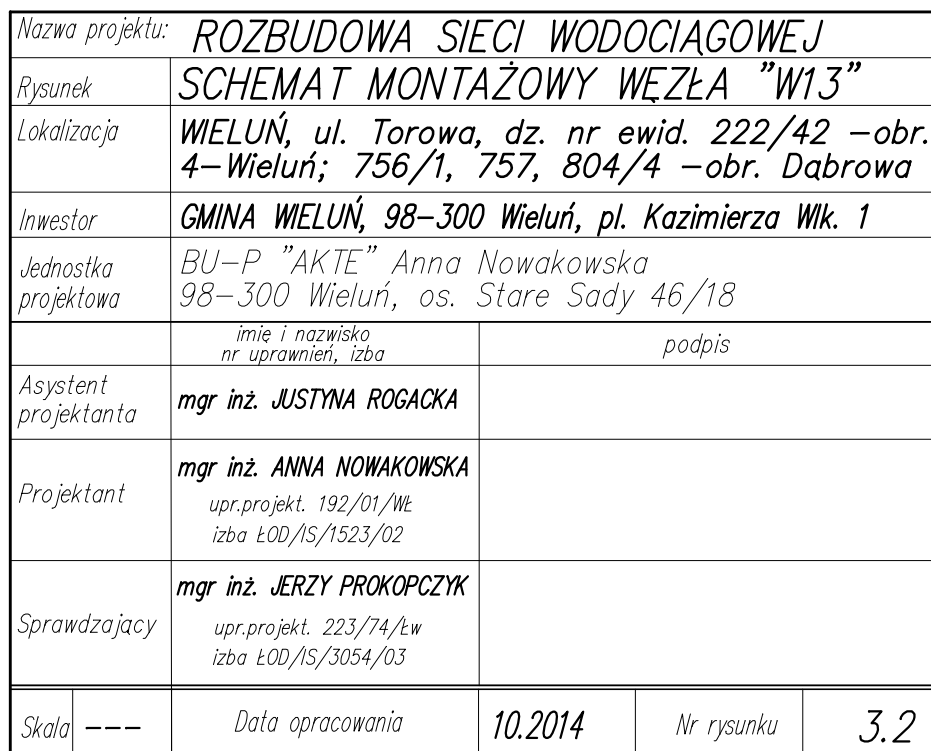 Nazwa projektu: ROZBUDOWA SIECI WODOCIĄGOWEJ
Rysunek SCHEMAT MONTAŻOWY WĘZŁA "W13"
Lokalizacja WIELUŃ, ul. Torowa, dz. nr ewid. 222/42 –obr.
4–Wieluń; 756/1, 757, 804/4 –obr. Dąbrowa
Inwestor GMINA WIELUŃ, 98–300 Wieluń, pl. Kazimierza Wlk. 1
Jednostka BU–P "AKTE" Anna Nowakowska
projektowa 98–300 Wieluń, os. Stare Sady 46/18
imię i nazwisko podpis
nr uprawnień, izba
Asystent
projektanta mgr inż. JUSTYNA ROGACKA
mgr inż. ANNA NOWAKOWSKA
Projektant upr.projekt. 192/01/WŁ
izba ŁOD/IS/1523/02
mgr inż. JERZY PROKOPCZYK
Sprawdzający upr.projekt. 223/74/Łw
izba ŁOD/IS/3054/03
Skala ––– Data opracowania 10.2014 Nr rysunku 3.2